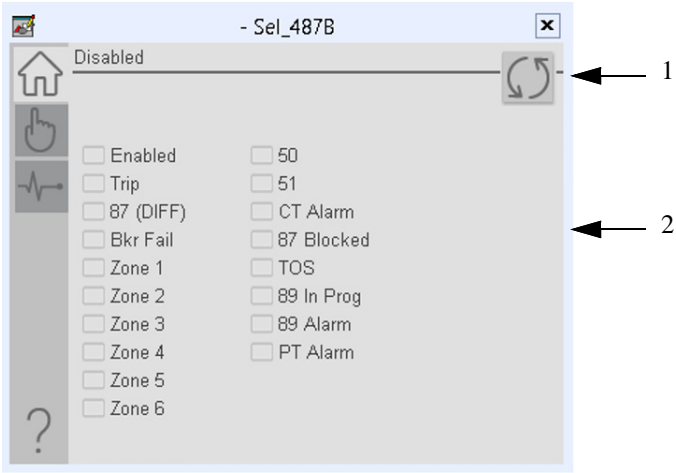 - Sel_487B
Disabled
1
Enabled
Trip
87 (DIFF)
Bkr Fail
Zone 1
Zone 2
Zone 3
Zone 4
Zone 5
Zone 6
50
51
CT Alarm
87 Blocked
TOS
89 In Prog
89 Alarm
PT Alarm
2
?